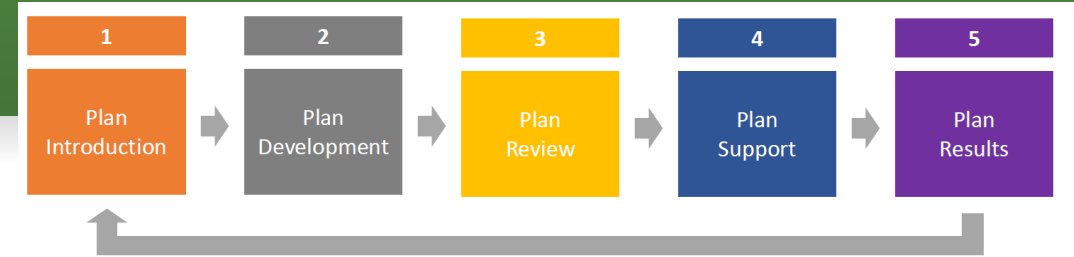 1
2
3
4
5
Plan
Introduction
Plan
Development
Plan
Review
Plan
Support
Plan
Results